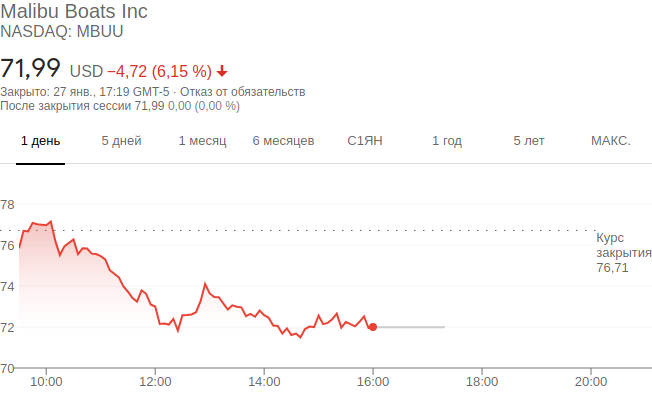 Malibu Boats Inc
NASDAQ: MBUU
71,99 USD −4,72 (6,15 %)
Закрыто: 27 янв., 17:19 GMT-5 · Отказ от обязательств
После закрытия сессии 71,99 0,00 (0,00 %)
1 день 5 дней 1 месяц 6 месяцев С1ЯН 1 год 5 лет МАКС.
78
76
74
72
70
Курс
закрытия
76,71
10:00 12:00 14:00 16:00 18:00 20:00